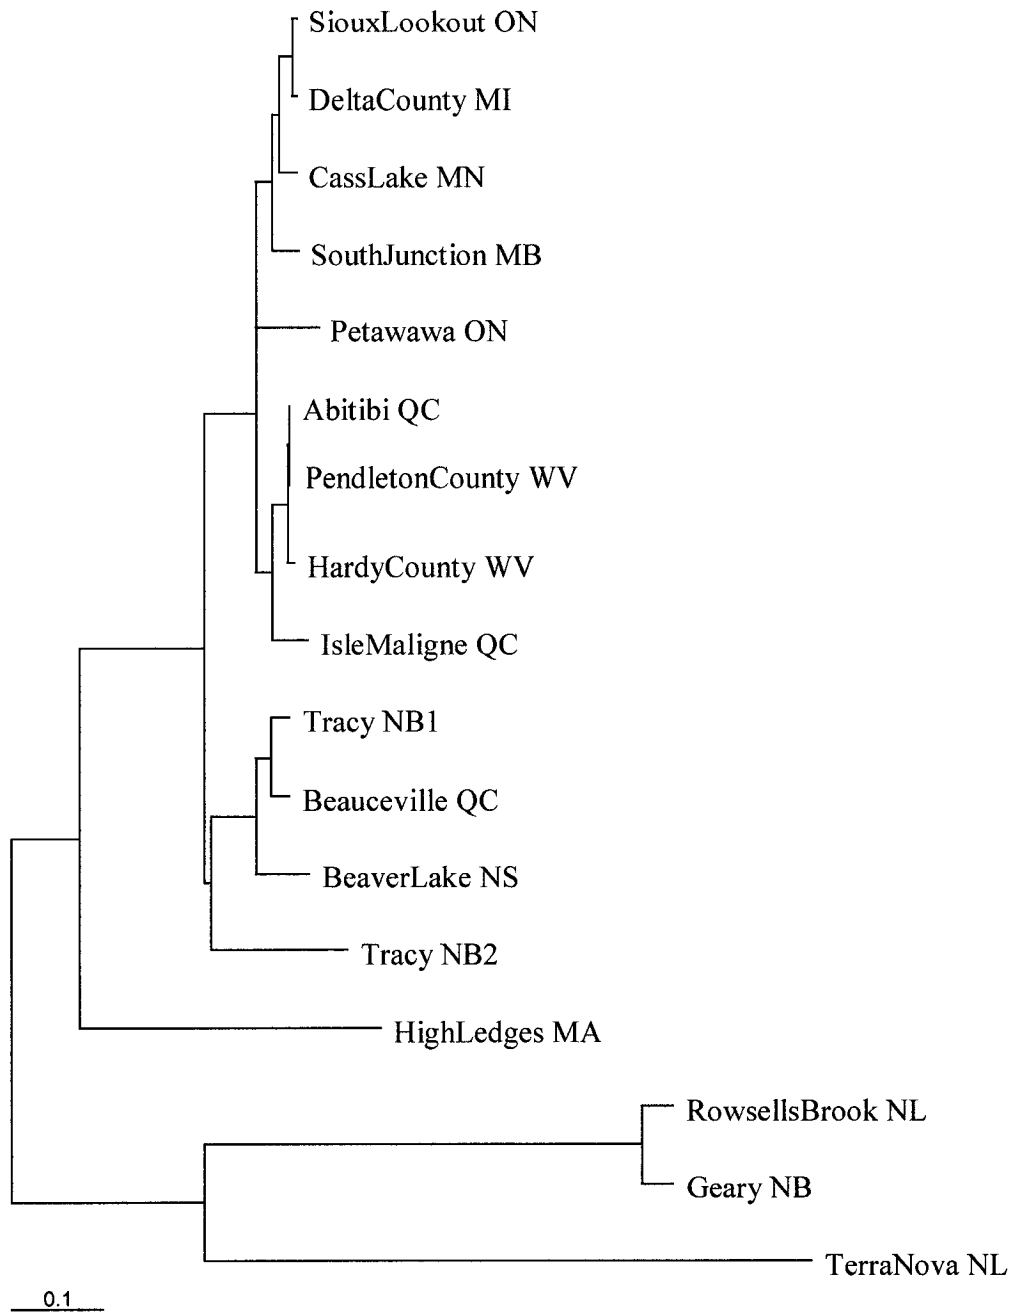 SiouxLookout ON
DeltaCounty MI
CassLake MN
SouthJunction MB
Petawawa ON
Abitibi QC
PendletonCounty WV
HardyCounty WV
IsleMaligne QC
Tracy NB1
Beauceville QC
BeaverLake NS
Tracy NB2
HighLedges MA
RowsellsBrook NL
Geary NB
TerraNova NL
0.1